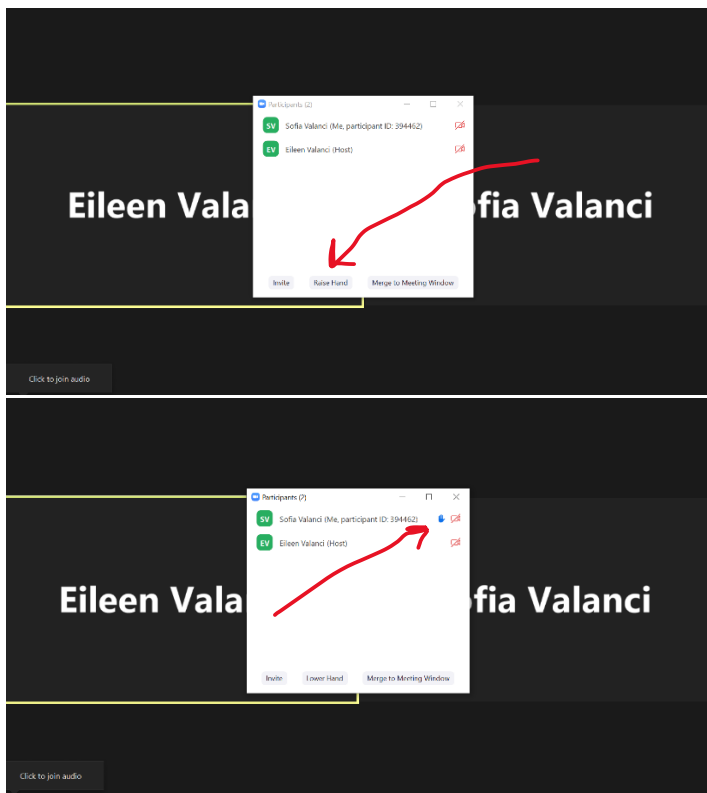 Participants (2)
SV Sofia Valanci (Me, participant ID: 394462)
EV Eileen Valanci (Host)
Eileen Vala fia Valanci
Invite Raise Hand Merge to Meeting Window
Click to join audio
Participants (2)
SV Sofia Valanci (Me, participant ID: 394462)
EV Eileen Valanci (Host)
Eileen Vala fia Valanci
Invite Lower Hand Merge to Meeting Window
Click to join audio